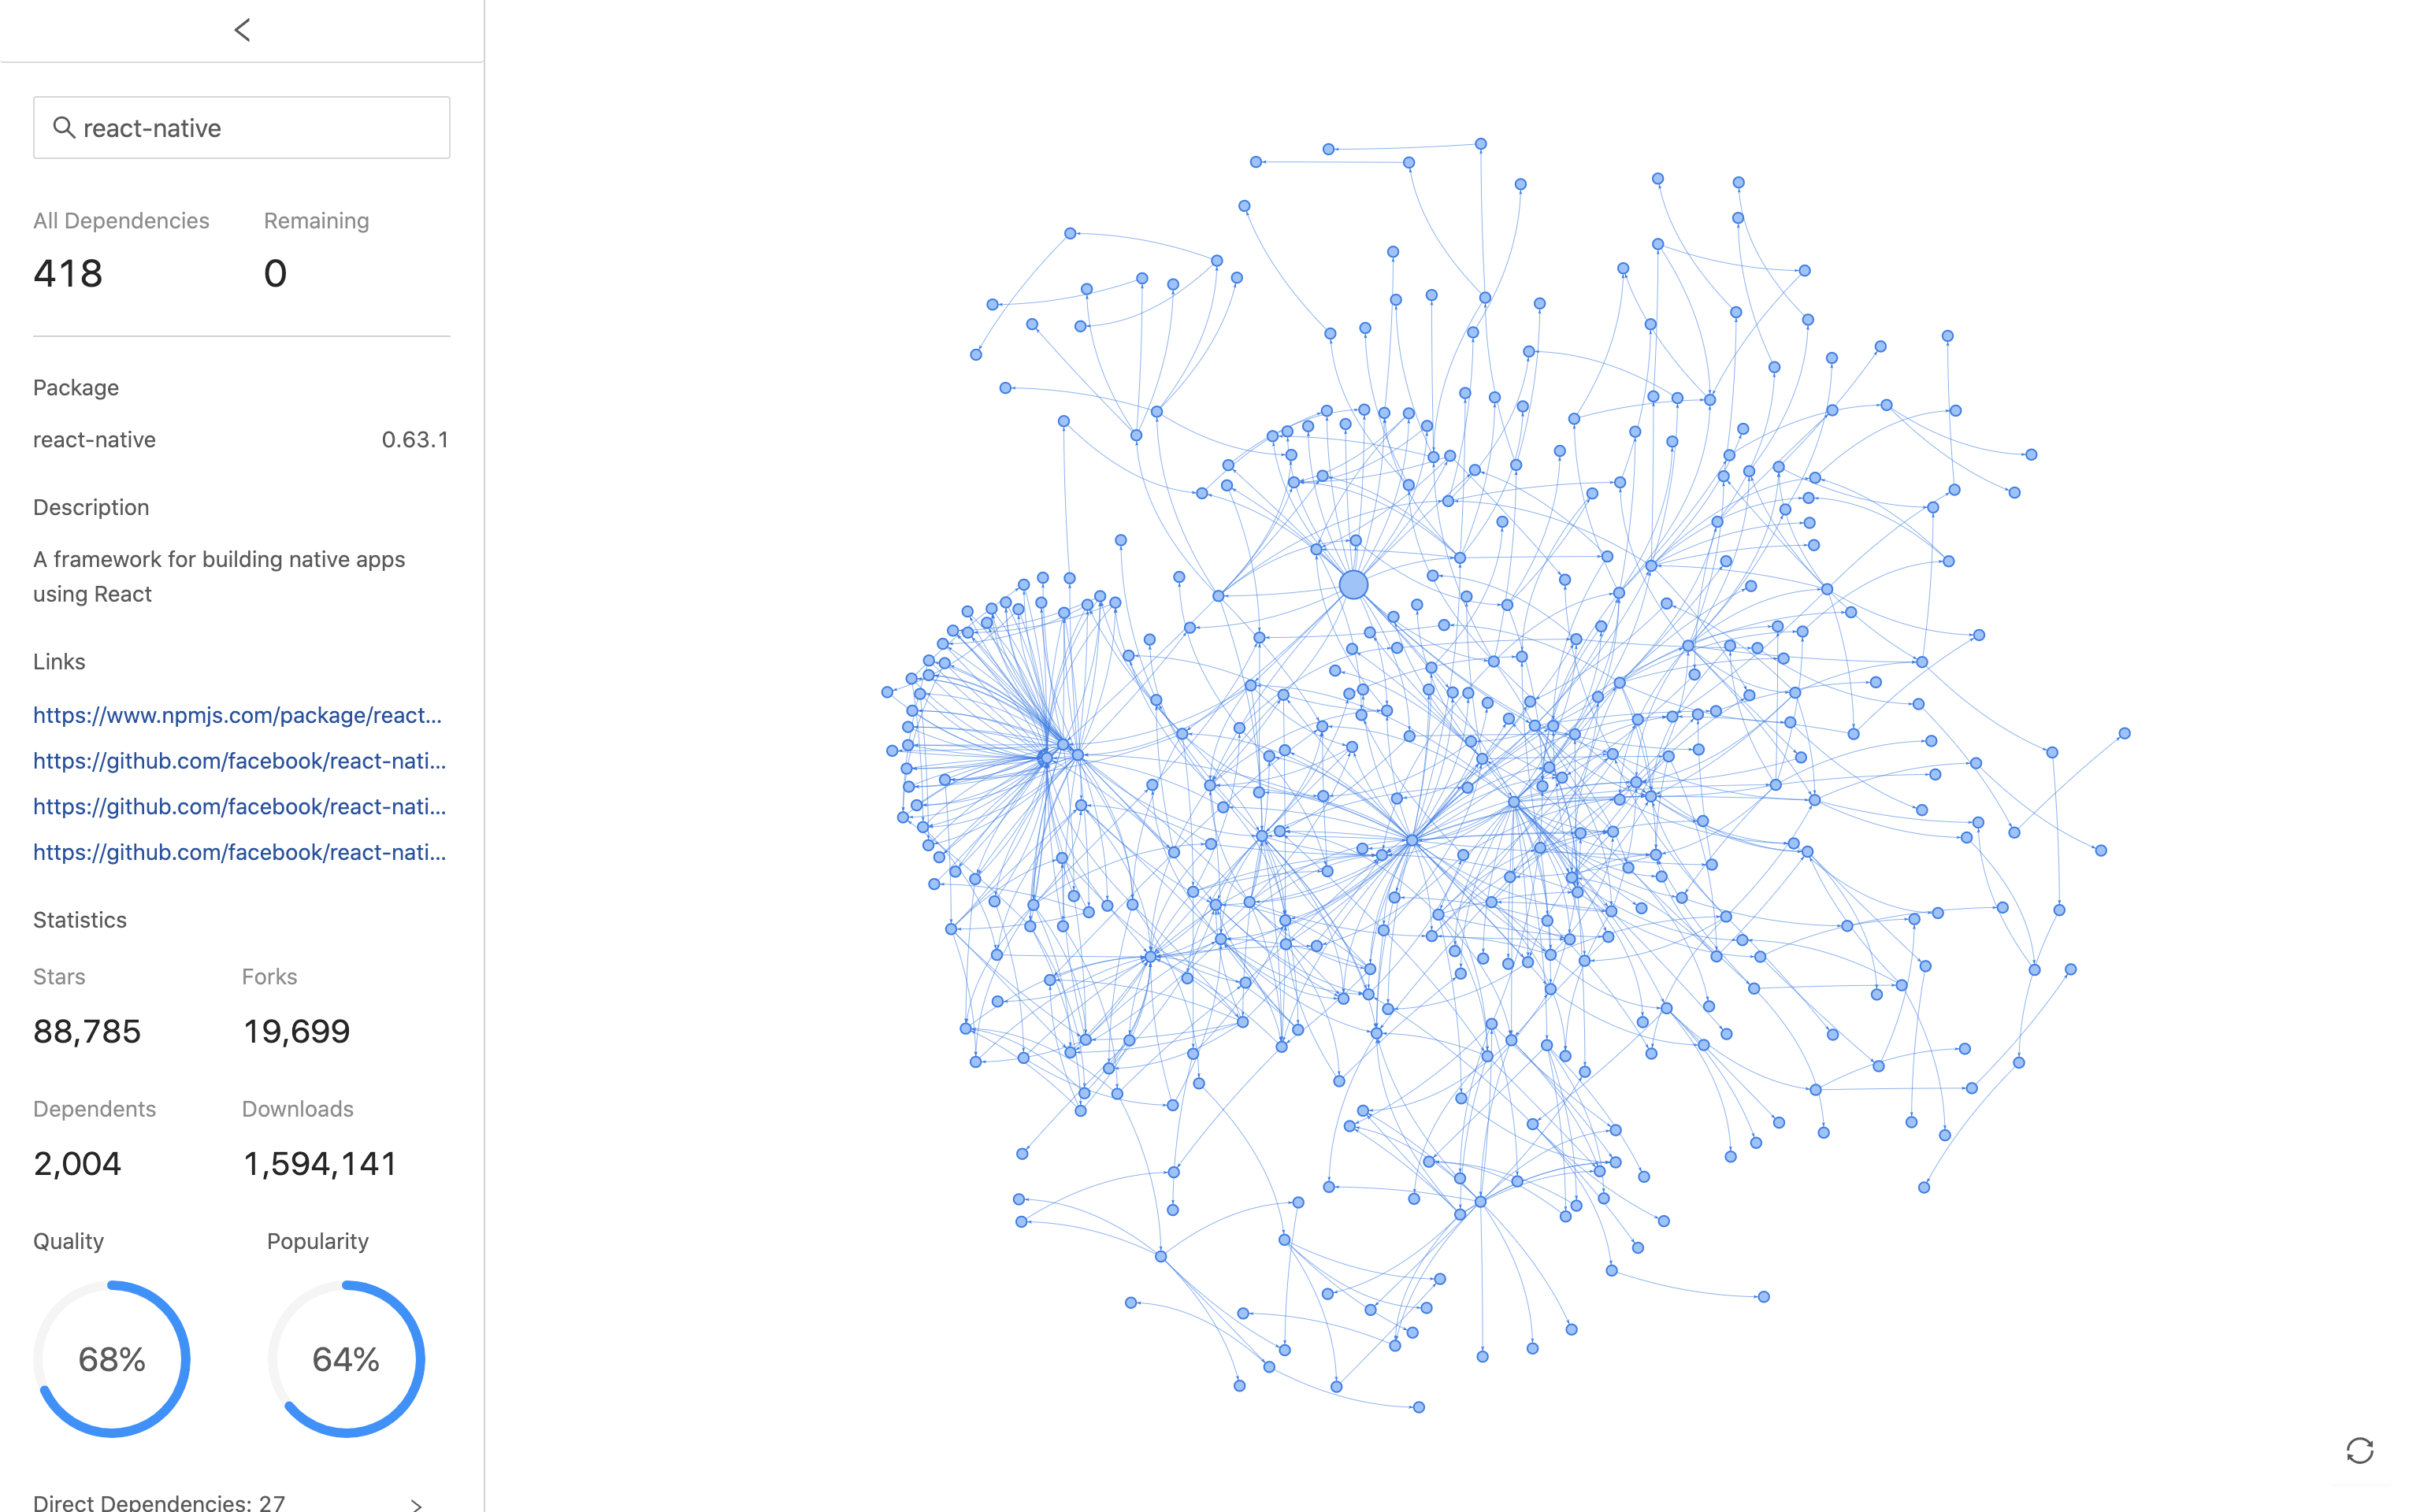 react-native
All Dependencies Remaining
418 0
Package
react-native 0.63.1
Description
A framework for building native apps
using React
Links
https://www.npmjs.com/package/react...
https://github.com/facebook/react-nati...
https://github.com/facebook/react-nati...
https://github.com/facebook/react-nati...
Statistics
Stars Forks
88,785 19,699
Dependents Downloads
2,004 1,594,141
Quality Popularity
68% 64%
Direct Dependencies: 27